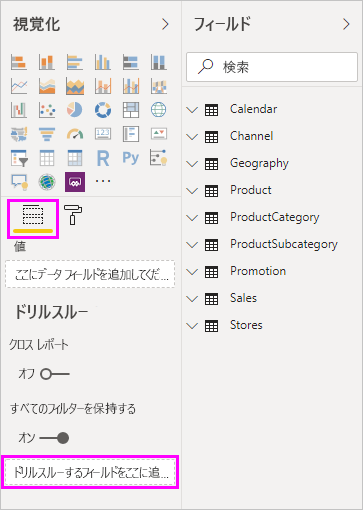 視覚化
フィールド
検索
123
R Py
値
ここにデータ フィールドを追加してくだ...
ドリルスルー
クロス レポート
オフ
すべてのフィルターを保持する
オン
ドリルスルーするフィールドをここに追...
Calendar
Channel
Geography
Product
ProductCategory
ProductSubcategory
Promotion
Sales
Stores